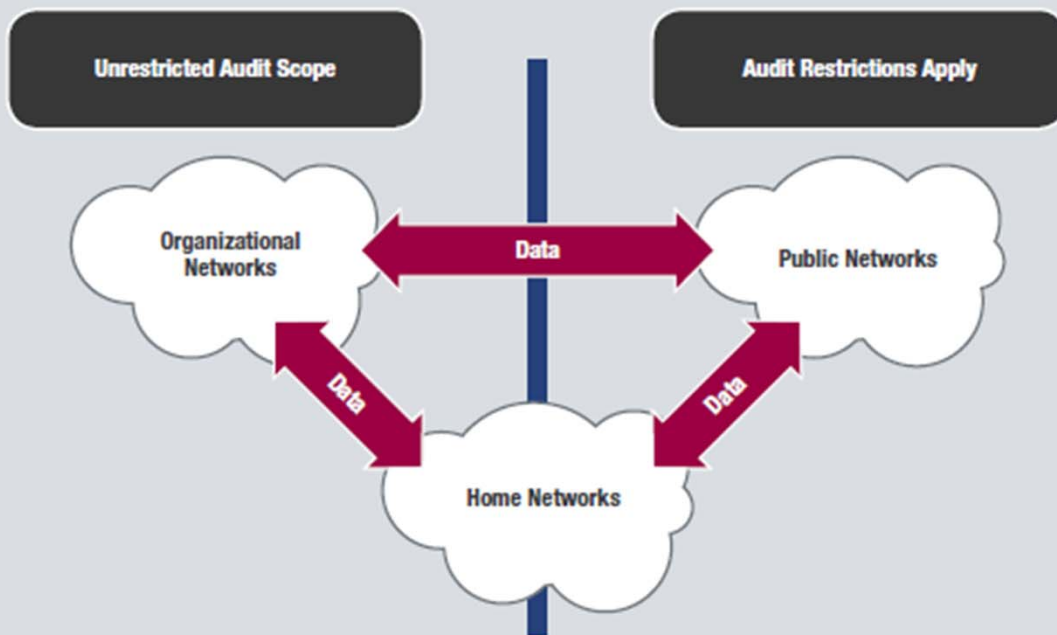 Unrestricted Audit Scope
Audit Restrictions Apply
Organizational
Networks
Data
Public Networks
Data
Data
Home Networks